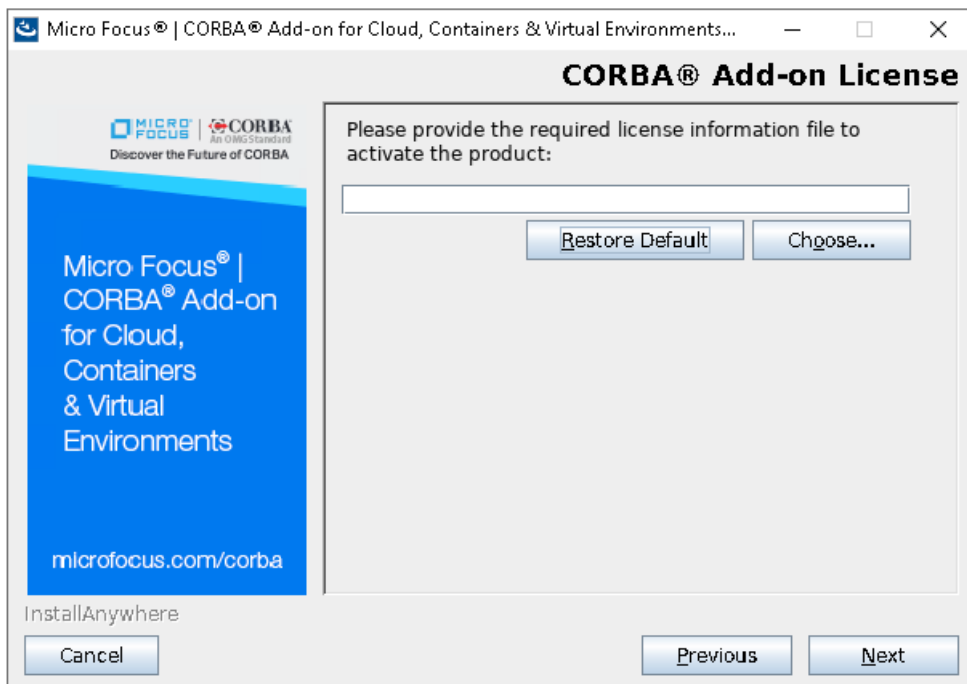 Micro Focus® | CORBA® Add-on for Cloud, Containers & Virtual Environments...
CORBA® Add-on License
MICRO FOCUS | CORBA
An OMG Standard
Discover the Future of CORBA
Micro Focus® |
CORBA® Add-on
for Cloud,
Containers
& Virtual
Environments
microfocus.com/corba
Please provide the required license information file to
activate the product:
Restore Default
Choose...
InstallAnywhere
Cancel
Previous
Next